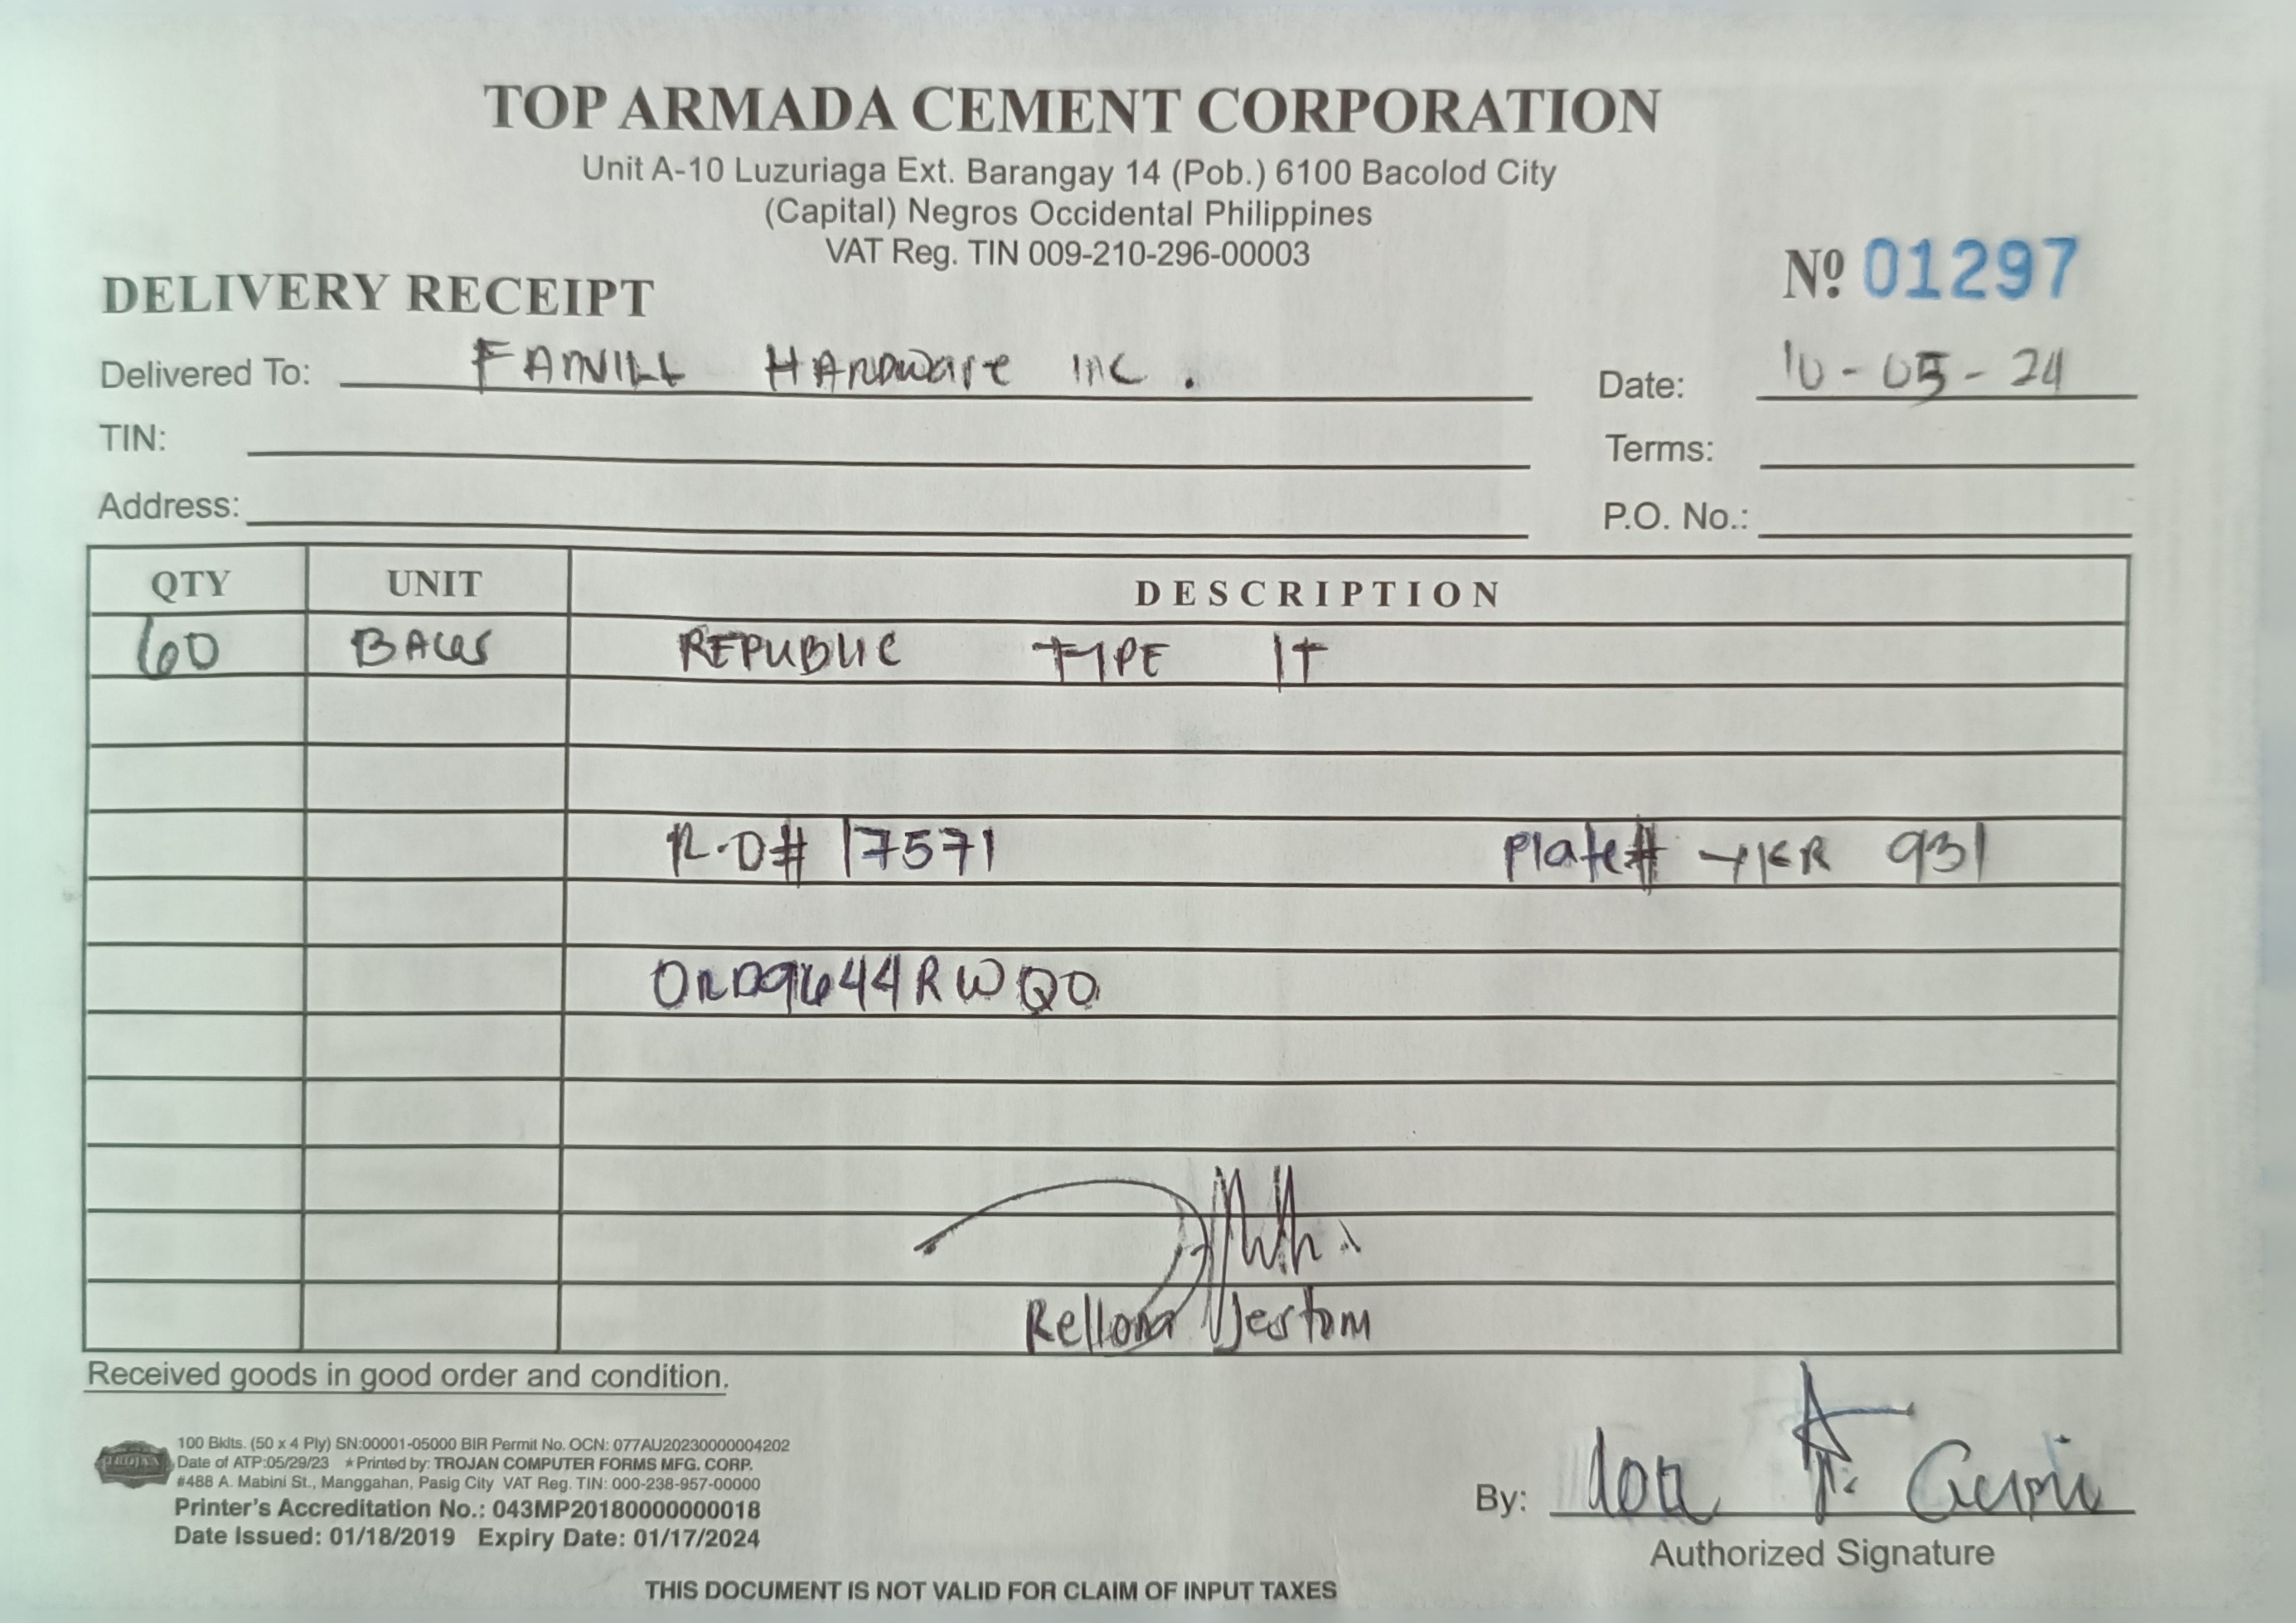 TOP ARMADA CEMENT CORPORATION
Unit A-10 Luzuriaga Ext. Barangay 14 (Pob.) 6100 Bacolod City
(Capital) Negros Occidental Philippines
VAT Reg. TIN 009-210-296-00003
DELIVERY RECEIPT
Nº 01297
Delivered To: FAMILL HARDWARE INC.
Date: 10-05-24
TIN:
Terms:
Address:
P.O. No.:
QTY UNIT DESCRIPTION
60 BAGS REPUBLIC TYPE 1T
R.O# 17571 Plate# YKR 931
ORD9644RWQO
Rellona Jestom
Received goods in good order and condition.
100 Bklts. (50 x 4 Ply) SN:00001-05000 BIR Permit No. OCN: 077AU20230000004202
TROJAN
Date of ATP:05/29/23 ★Printed by: TROJAN COMPUTER FORMS MFG. CORP.
#488 A. Mabini St., Manggahan, Pasig City VAT Reg. TIN: 000-238-957-00000
Printer's Accreditation No.: 043MP20180000000018
Date Issued: 01/18/2019 Expiry Date: 01/17/2024
By:
Authorized Signature
THIS DOCUMENT IS NOT VALID FOR CLAIM OF INPUT TAXES